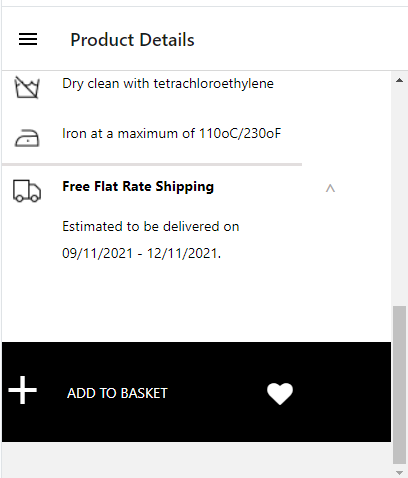 Product Details
Dry clean with tetrachloroethylene
Iron at a maximum of 110oC/230oF
Free Flat Rate Shipping
Estimated to be delivered on
09/11/2021 - 12/11/2021.
ADD TO BASKET